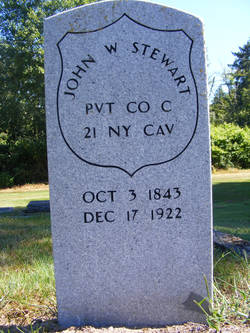 JOHN W STEWART
PVT CO C
21 NY CAV
OCT 3 1843
DEC 17 1922